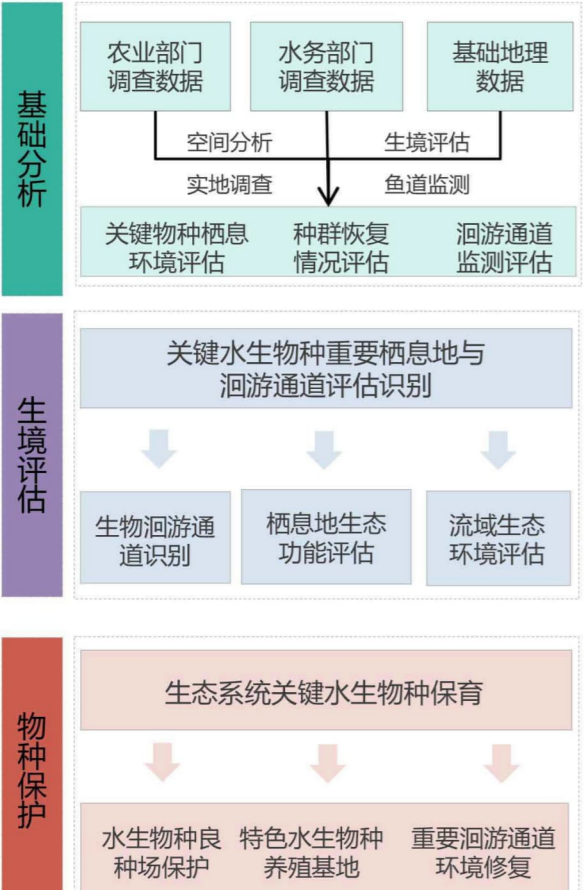 基础分析
农业部门
调查数据
水务部门
调查数据
基础地理
数据
空间分析
生境评估
实地调查
鱼道监测
关键物种栖息
环境评估
种群恢复
情况评估
洄游通道
监测评估
生境评估
关键水生物种重要栖息地与
洄游通道评估识别
生物洄游通
道识别
栖息地生态
功能评估
流域生态
环境评估
物种保护
生态系统关键水生物种保育
水生物种良
种场保护
特色水生物种
养殖基地
重要洄游通道
环境修复